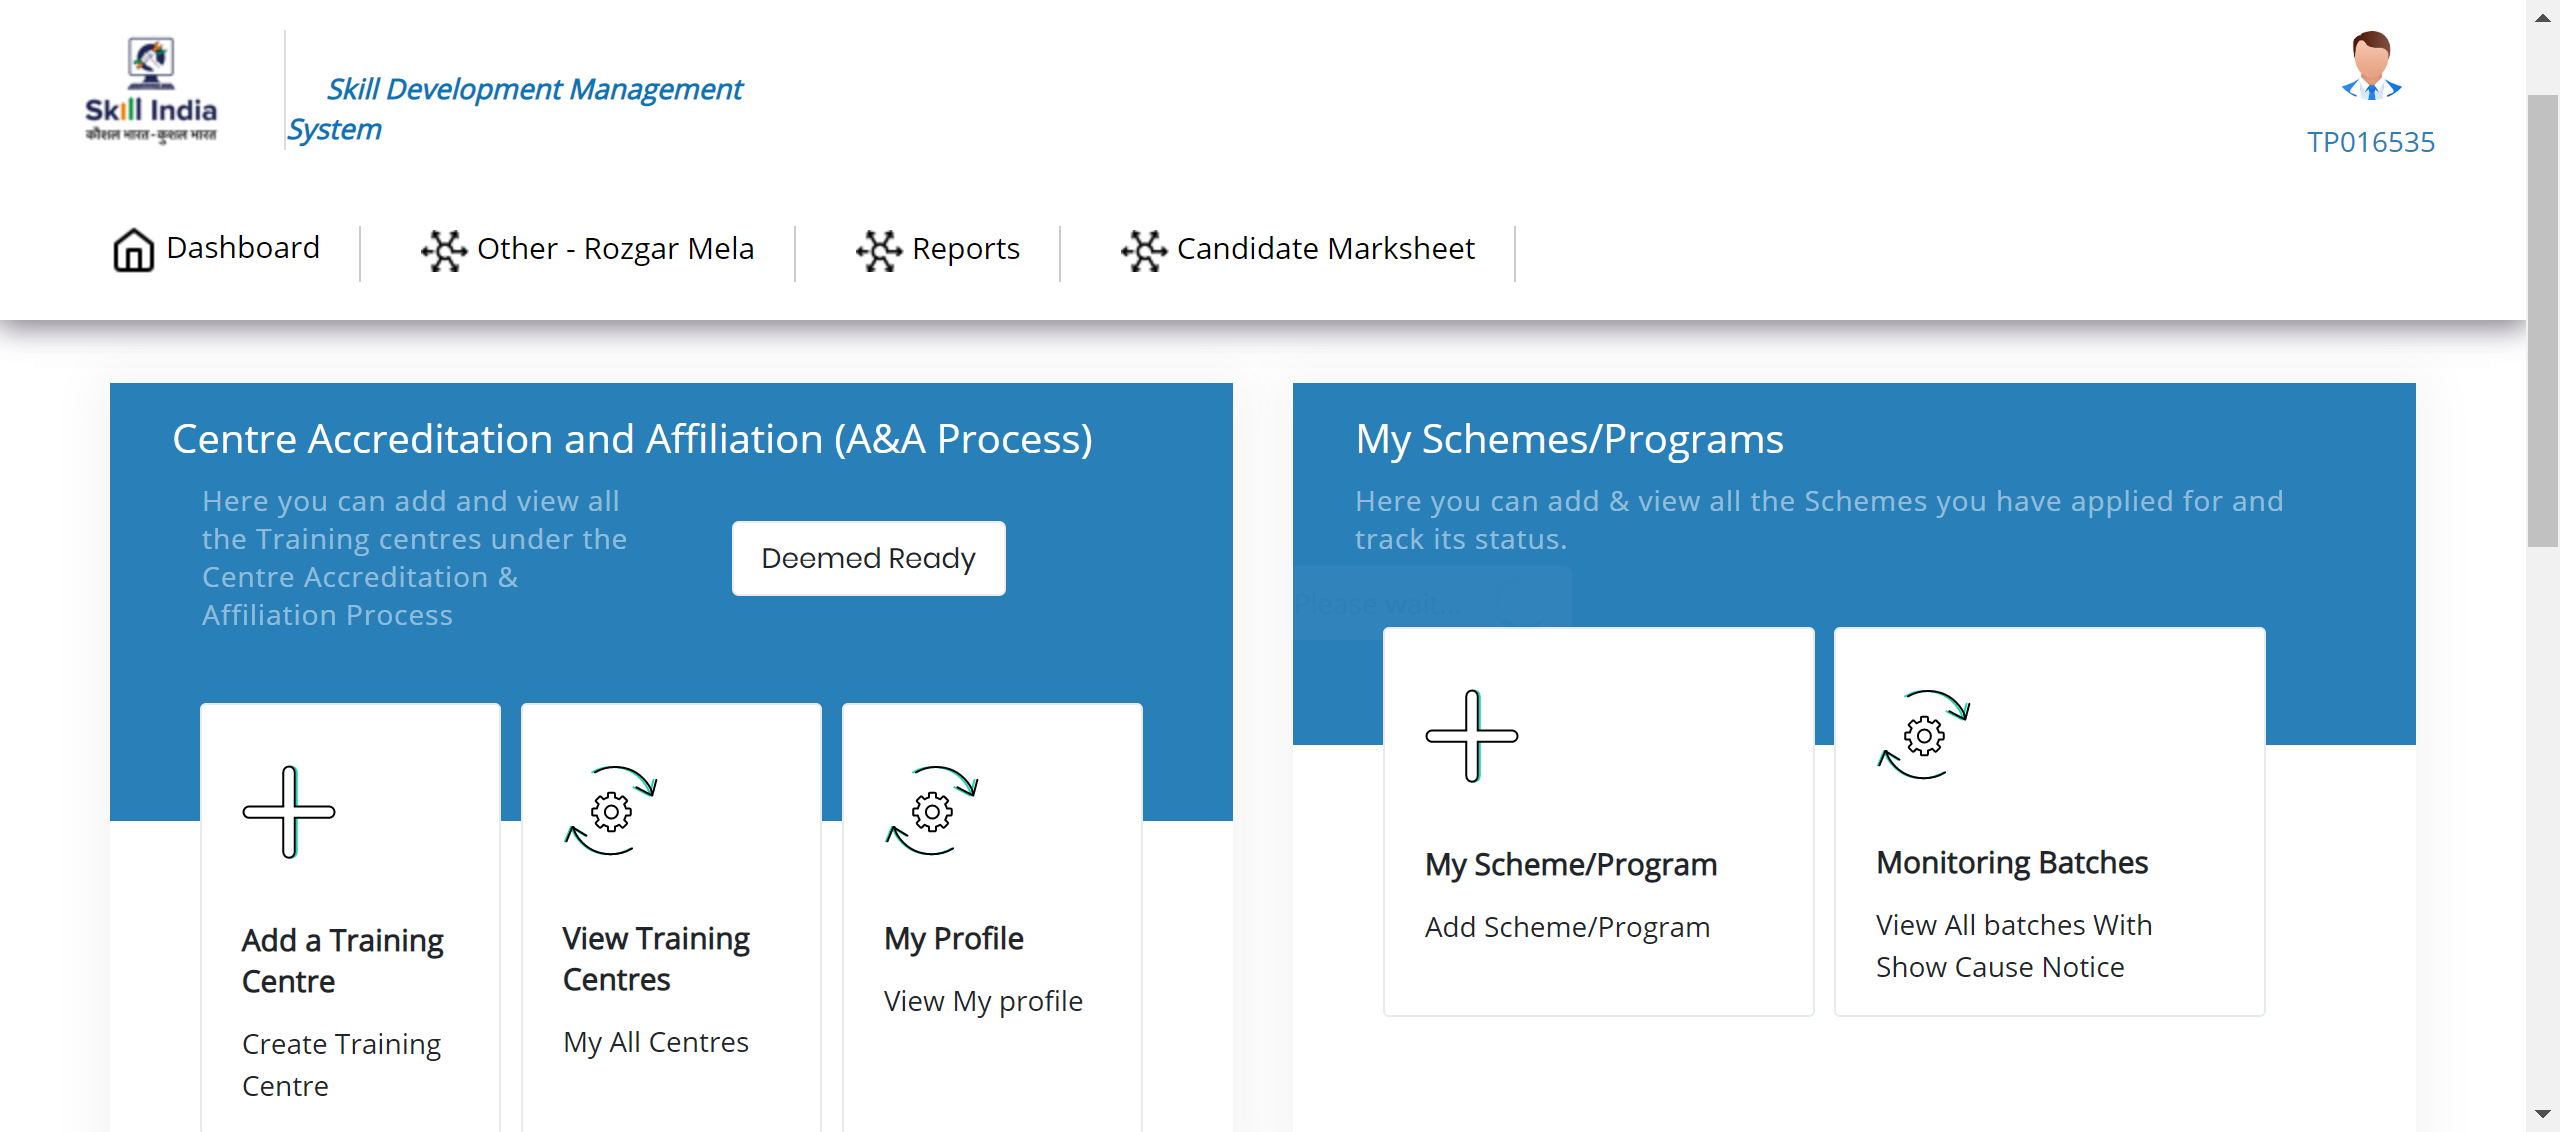 Skill India
कौशल भारत-कुशल भारत
Skill Development Management
System
TP016535
Dashboard
Other - Rozgar Mela
Reports
Candidate Marksheet
Centre Accreditation and Affiliation (A&A Process)
Here you can add and view all
the Training centres under the
Centre Accreditation &
Affiliation Process
Deemed Ready
Add a Training
Centre
Create Training
Centre
View Training
Centres
My All Centres
My Profile
View My profile
My Schemes/Programs
Here you can add & view all the Schemes you have applied for and
track its status.
Please wait...
My Scheme/Program
Add Scheme/Program
Monitoring Batches
View All batches With
Show Cause Notice